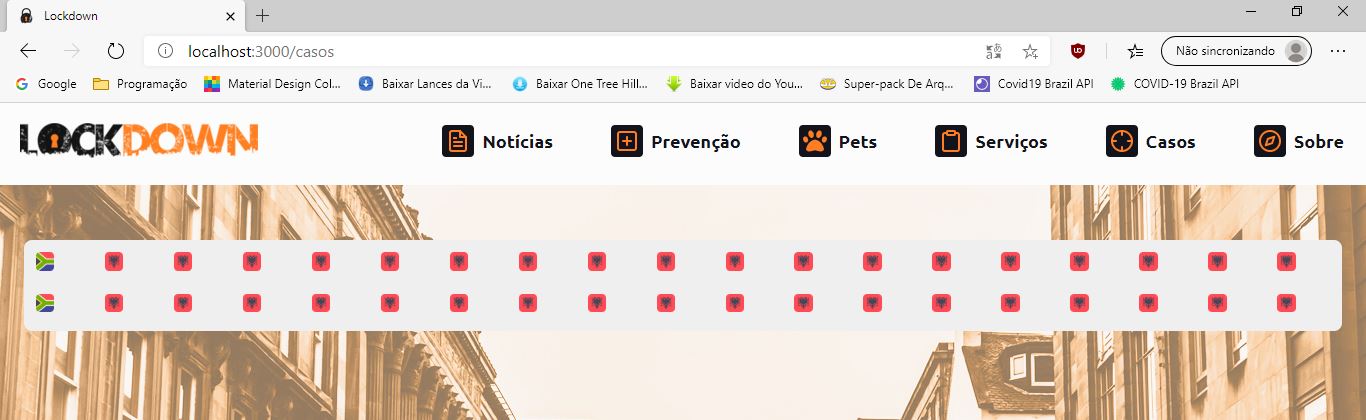 Lockdown
localhost:3000/casos
Não sincronizando
Google Programação Material Design Col... Baixar Lances da Vi... Baixar One Tree Hill... Baixar video do You... Super-pack De Arq... Covid19 Brazil API COVID-19 Brazil API
LOCKDOWN Notícias Prevenção Pets Serviços Casos Sobre